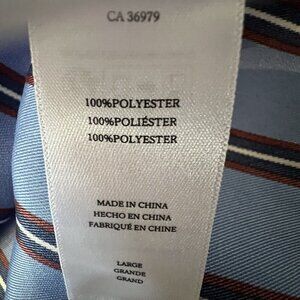 CA 36979
100%POLYESTER
100%POLIÉSTER
100%POLYESTER
MADE IN CHINA
HECHO EN CHINA
FABRIQUÉ EN CHINE
LARGE
GRANDE
GRAND